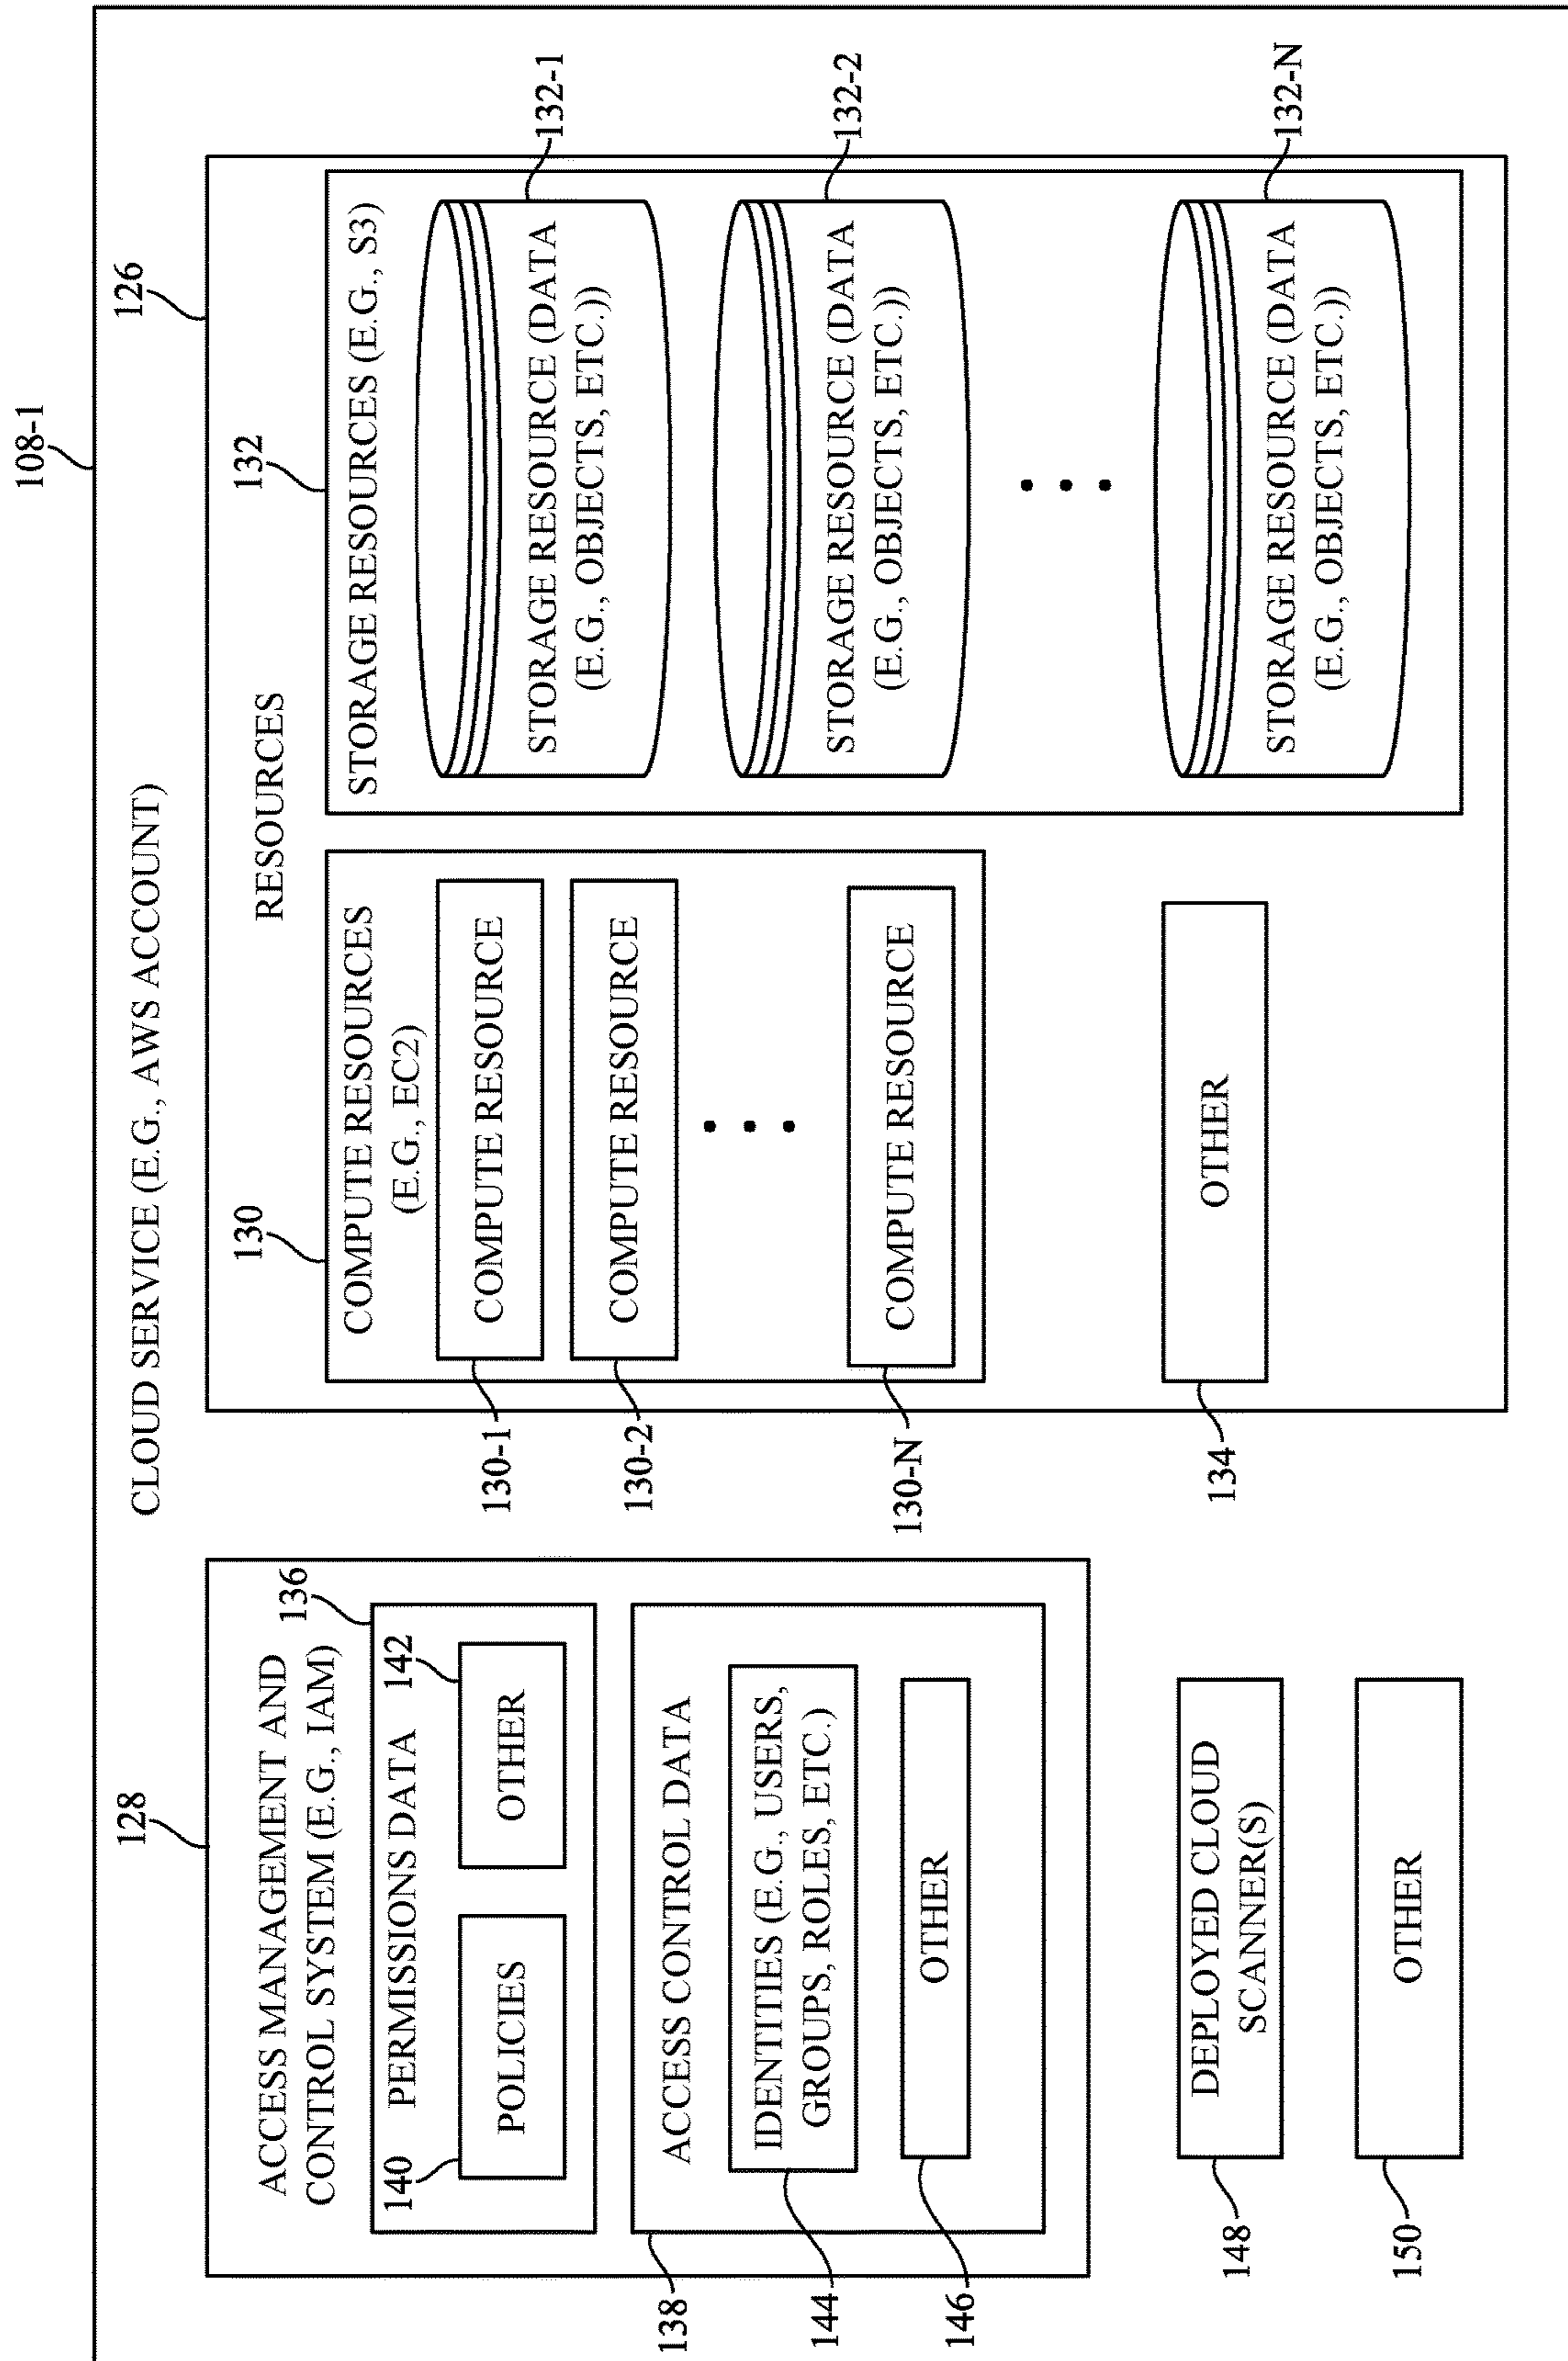 108-1
CLOUD SERVICE (E.G., AWS ACCOUNT)
128
ACCESS MANAGEMENT AND
CONTROL SYSTEM (E.G., IAM)
136
PERMISSIONS DATA
140
POLICIES
142
OTHER
138
ACCESS CONTROL DATA
144
IDENTITIES (E.G., USERS,
GROUPS, ROLES, ETC.)
146
OTHER
148
DEPLOYED CLOUD
SCANNER(S)
150
OTHER
126
RESOURCES
130
COMPUTE RESOURCES
(E.G., EC2)
130-1
COMPUTE RESOURCE
130-2
COMPUTE RESOURCE
130-N
COMPUTE RESOURCE
134
OTHER
132
STORAGE RESOURCES (E.G., S3)
132-1
STORAGE RESOURCE (DATA
(E.G., OBJECTS, ETC.))
132-2
STORAGE RESOURCE (DATA
(E.G., OBJECTS, ETC.))
132-N
STORAGE RESOURCE (DATA
(E.G., OBJECTS, ETC.))